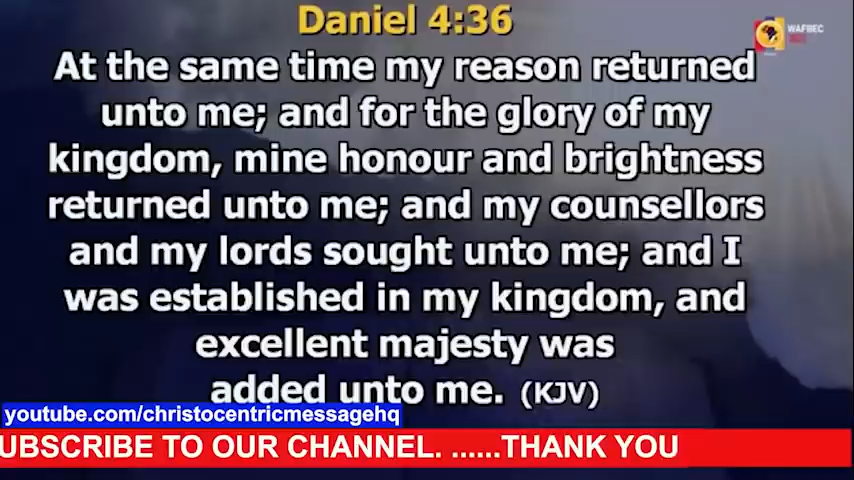 Daniel 4:36
WAFBEC
At the same time my reason returned
unto me; and for the glory of my
kingdom, mine honour and brightness
returned unto me; and my counsellors
and my lords sought unto me; and I
was established in my kingdom, and
excellent majesty was
added unto me. (KJV)
youtube.com/christocentricmessagehq
UBSCRIBE TO OUR CHANNEL. ......THANK YOU